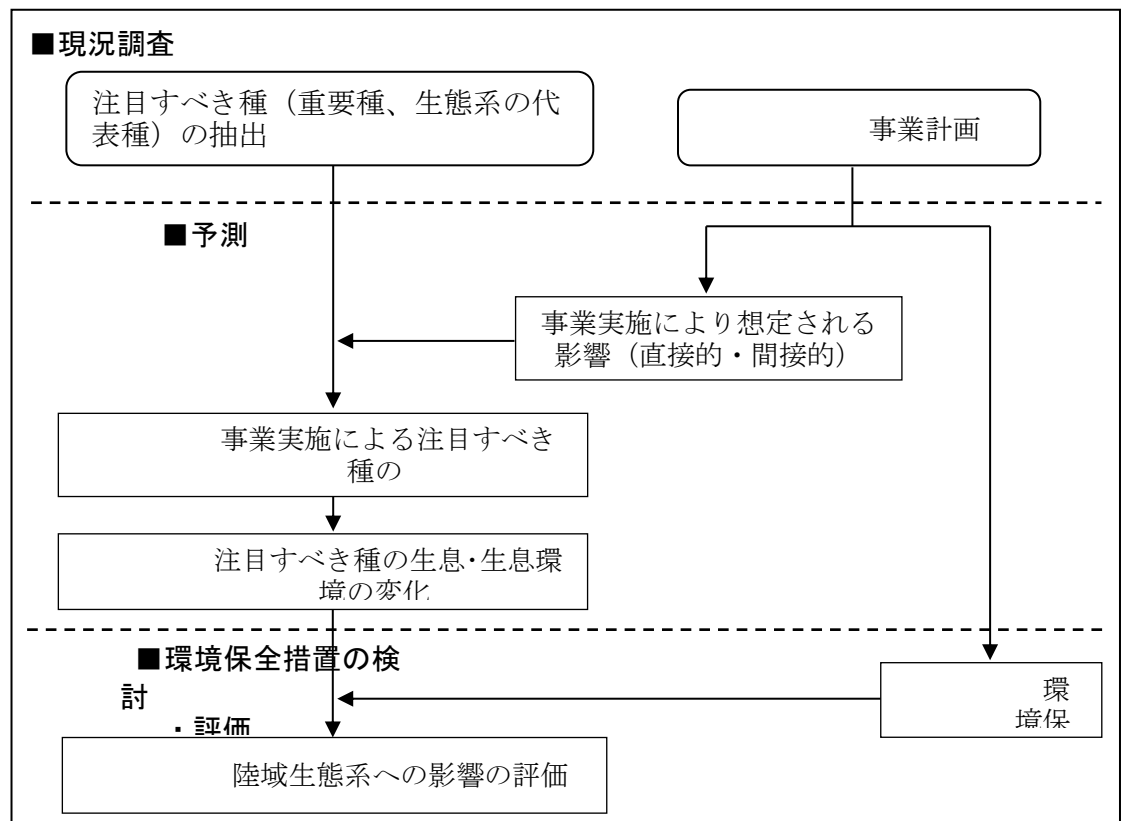 ■現況調査
注目すべき種（重要種、生態系の代
表種）の抽出
事業計画
■予測
事業実施により想定される
影響（直接的・間接的）
事業実施による注目すべき
種の
注目すべき種の生息・生息環
境の変化
■環境保全措置の検
討
・評価
環
境保
陸域生態系への影響の評価